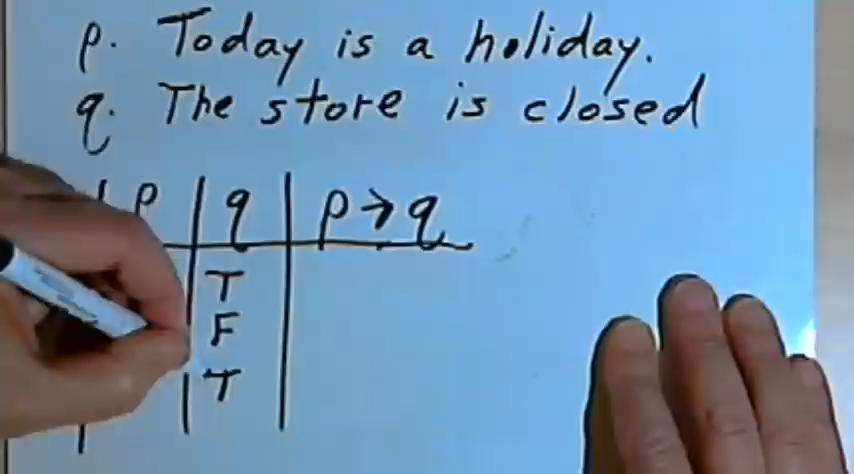 p. Today is a holiday.
q. The store is closed
p q p → q
T
F
T